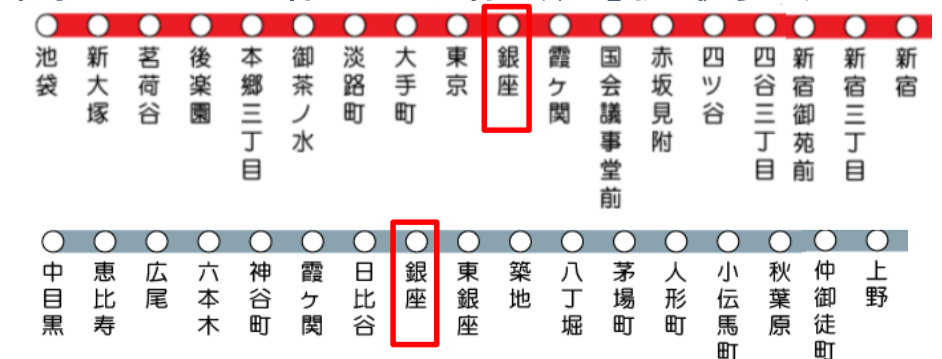 池袋
新大塚
茗荷谷
後楽園
本郷三丁目
御茶ノ水
淡路町
大手町
東京
銀座
霞ケ関
国会議事堂前
赤坂見附
四ツ谷
四谷三丁目
新宿御苑前
新宿三丁目
新宿
中目黒
恵比寿
広尾
六本木
神谷町
霞ケ関
日比谷
銀座
東銀座
築地
八丁堀
茅場町
人形町
小伝馬町
秋葉原
仲御徒町
上野